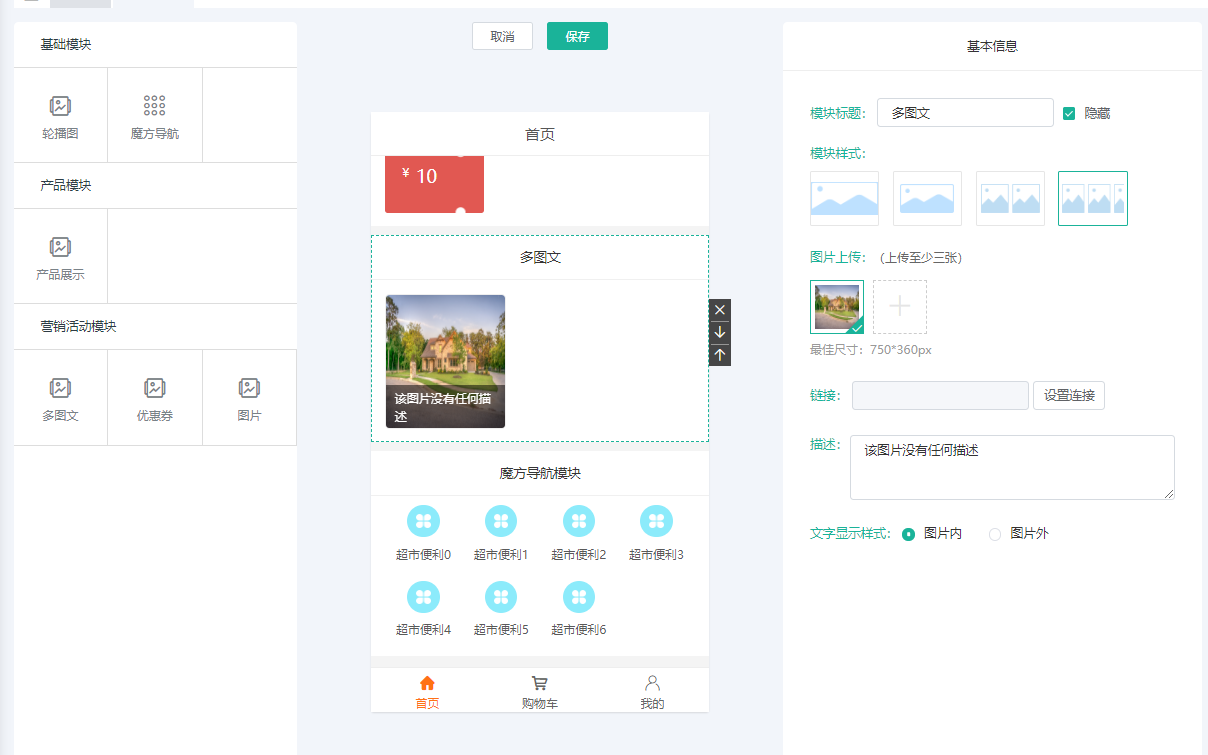 基础模块
轮播图
魔方导航
产品模块
产品展示
营销活动模块
多图文
优惠券
图片
取消
保存
首页
¥ 10
多图文
该图片没有任何描
述
魔方导航模块
超市便利0
超市便利1
超市便利2
超市便利3
超市便利4
超市便利5
超市便利6
首页
购物车
我的
基本信息
模块标题: 多图文 隐藏
模块样式:
图片上传: (上传至少三张)
最佳尺寸: 750*360px
链接: 设置连接
描述: 该图片没有任何描述
文字显示样式: 图片内 图片外